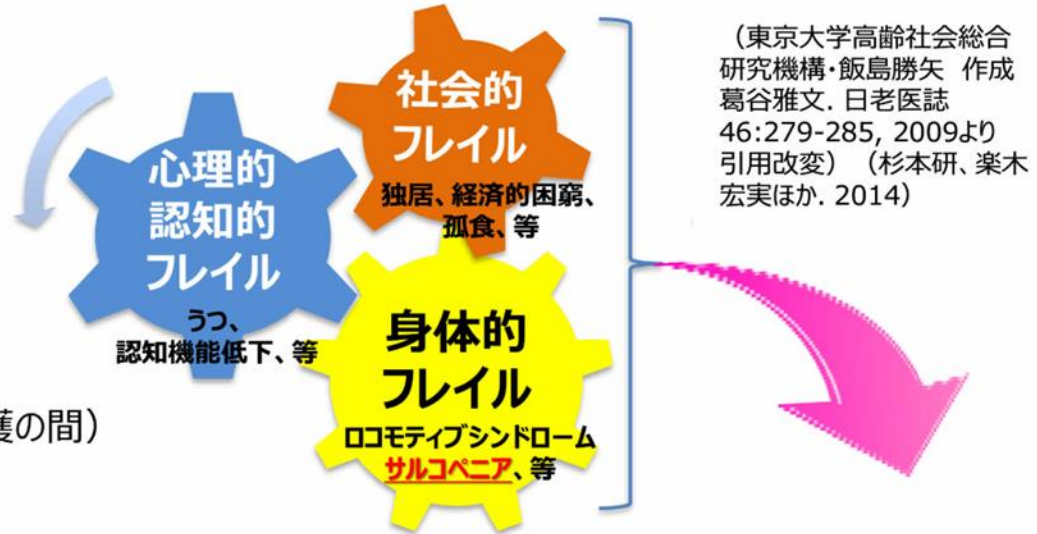 心理的
認知的
フレイル
うつ、
認知機能低下、等
社会的
フレイル
独居、経済的困窮、
孤食、等
身体的
フレイル
ロコモティブシンドローム
サルコペニア、等
の間）
（東京大学高齢社会総合
研究機構・飯島勝矢 作成
葛谷雅文. 日老医誌
46:279-285, 2009より
引用改変）（杉本研、楽木
宏実ほか. 2014）